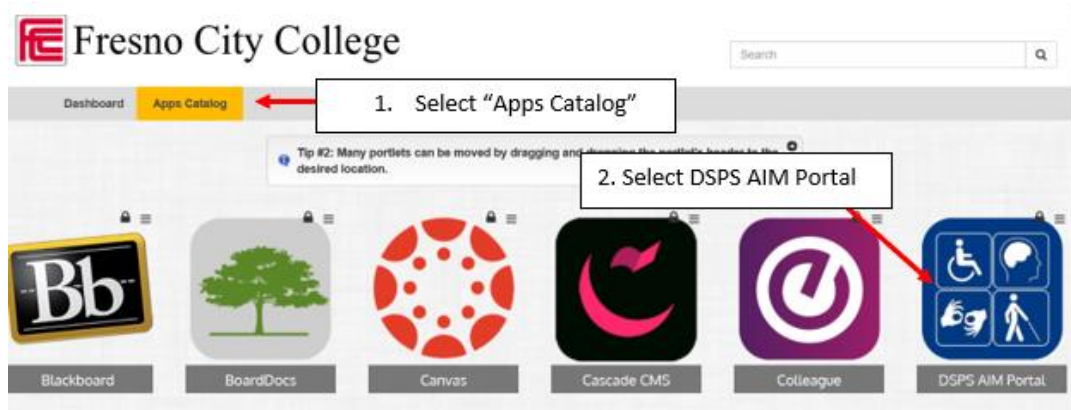 Fresno City College
Search
Dashboard Apps Catalog
1. Select “Apps Catalog”
Tip #2: Many portlets can be moved by dragging and dropping the portlet's header to the
desired location.
2. Select DSPS AIM Portal
Bb
Blackboard BoardDocs Canvas Cascade CMS Colleague DSPS AIM Portal